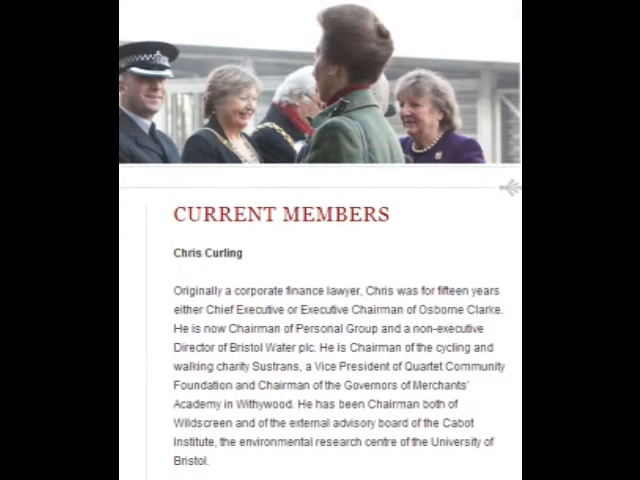 CURRENT MEMBERS
Chris Curling
Originally a corporate finance lawyer, Chris was for fifteen years
either Chief Executive or Executive Chairman of Osborne Clarke.
He is now Chairman of Personal Group and a non-executive
Director of Bristol Water plc. He is Chairman of the cycling and
walking charity Sustrans, a Vice President of Quartet Community
Foundation and Chairman of the Governors of Merchants'
Academy in Withywood. He has been Chairman both of
Wildscreen and of the external advisory board of the Cabot
Institute, the environmental research centre of the University of
Bristol.